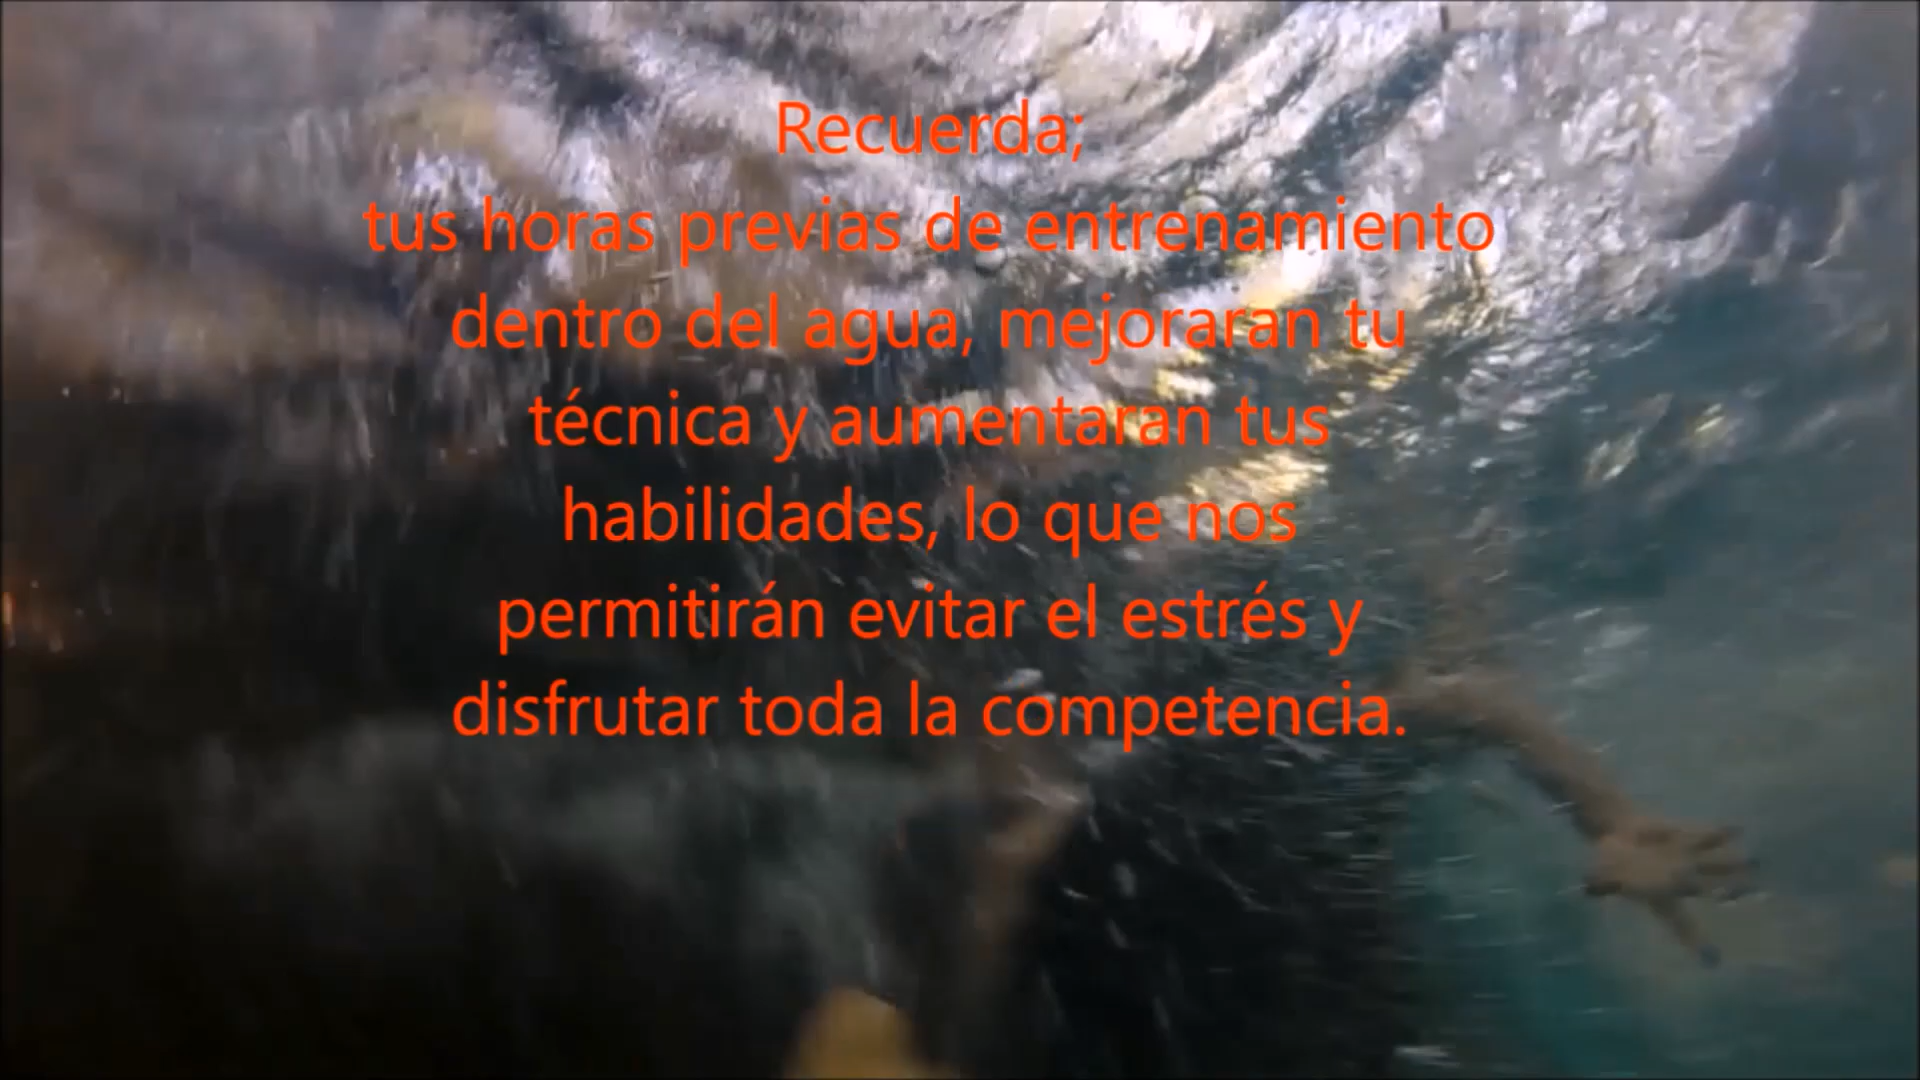 Recuerda;
tus horas previas de entrenamiento
dentro del agua, mejoraran tu
técnica y aumentaran tus
habilidades, lo que nos
permitirán evitar el estrés y
disfrutar toda la competencia.